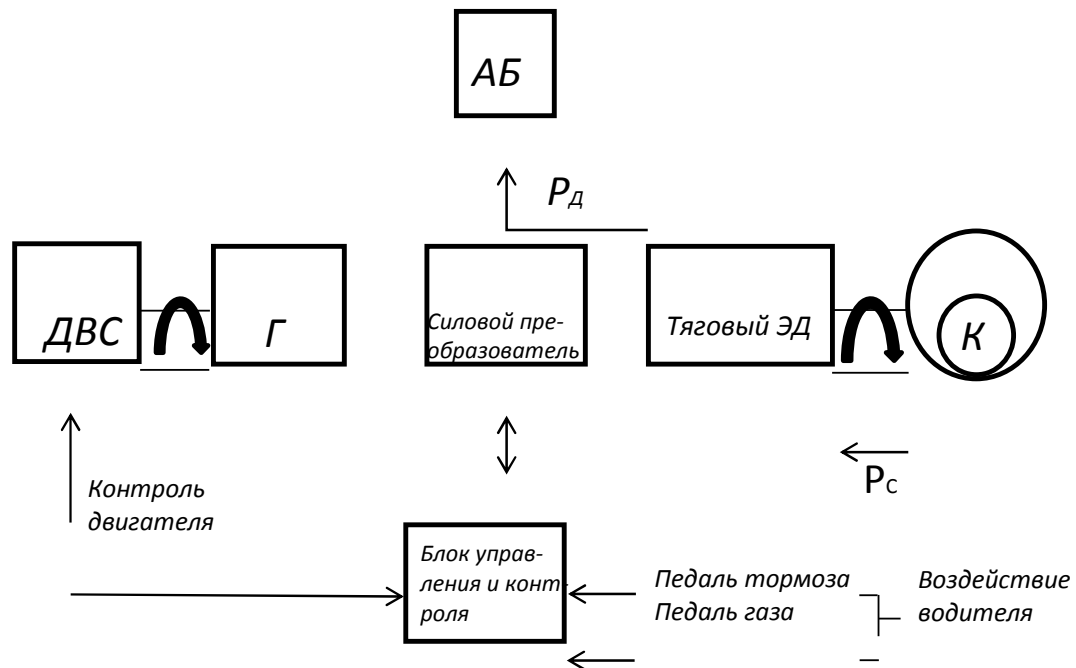 АБ
Pд
ДВС
Г
Силовой пре-
образователь
Тяговый ЭД
К
Pс
Контроль
двигателя
Блок управ-
ления и конт-
роля
Педаль тормоза
Педаль газа
Воздействие
водителя